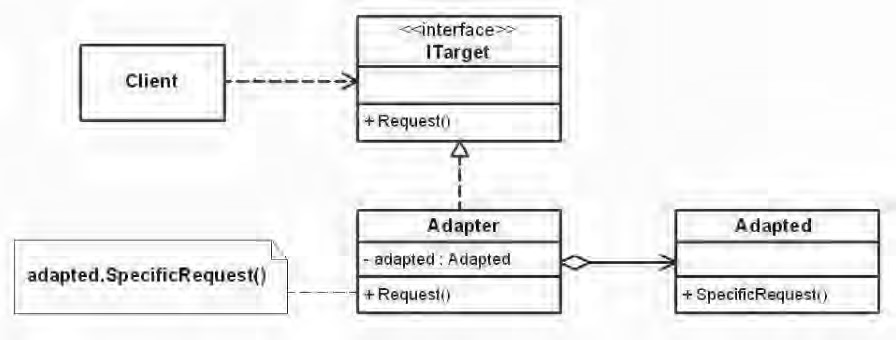 <<interface>>
ITarget
Client
+ Request()
Adapter
- adapted : Adapted
+ Request()
Adapted
+ SpecificRequest()
adapted.SpecificRequest()